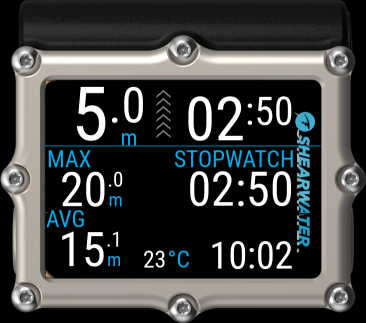 5.0 m 02:50
MAX STOPWATCH
20.0 m 02:50
AVG
15.1 m 23°C 10:02
SHEARWATER